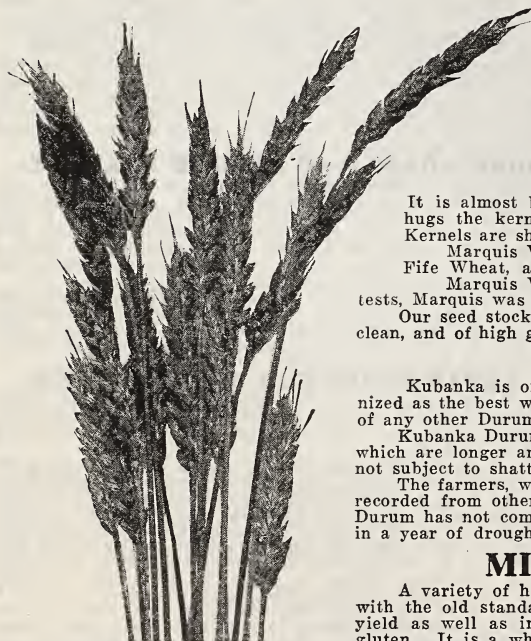 It is almost
hugs the kern
Kernels are sh
Marquis
Fife Wheat, a
Marquis
tests, Marquis was
Our seed stock
clean, and of high g
Kubanka is o
nized as the best w
of any other Durum
Kubanka Duru
which are longer an
not subject to shatt
The farmers, w
recorded from other
Durum has not com
in a year of drough
MI
A variety of h
with the old standa
yield as well as in
gluten. It is a wh